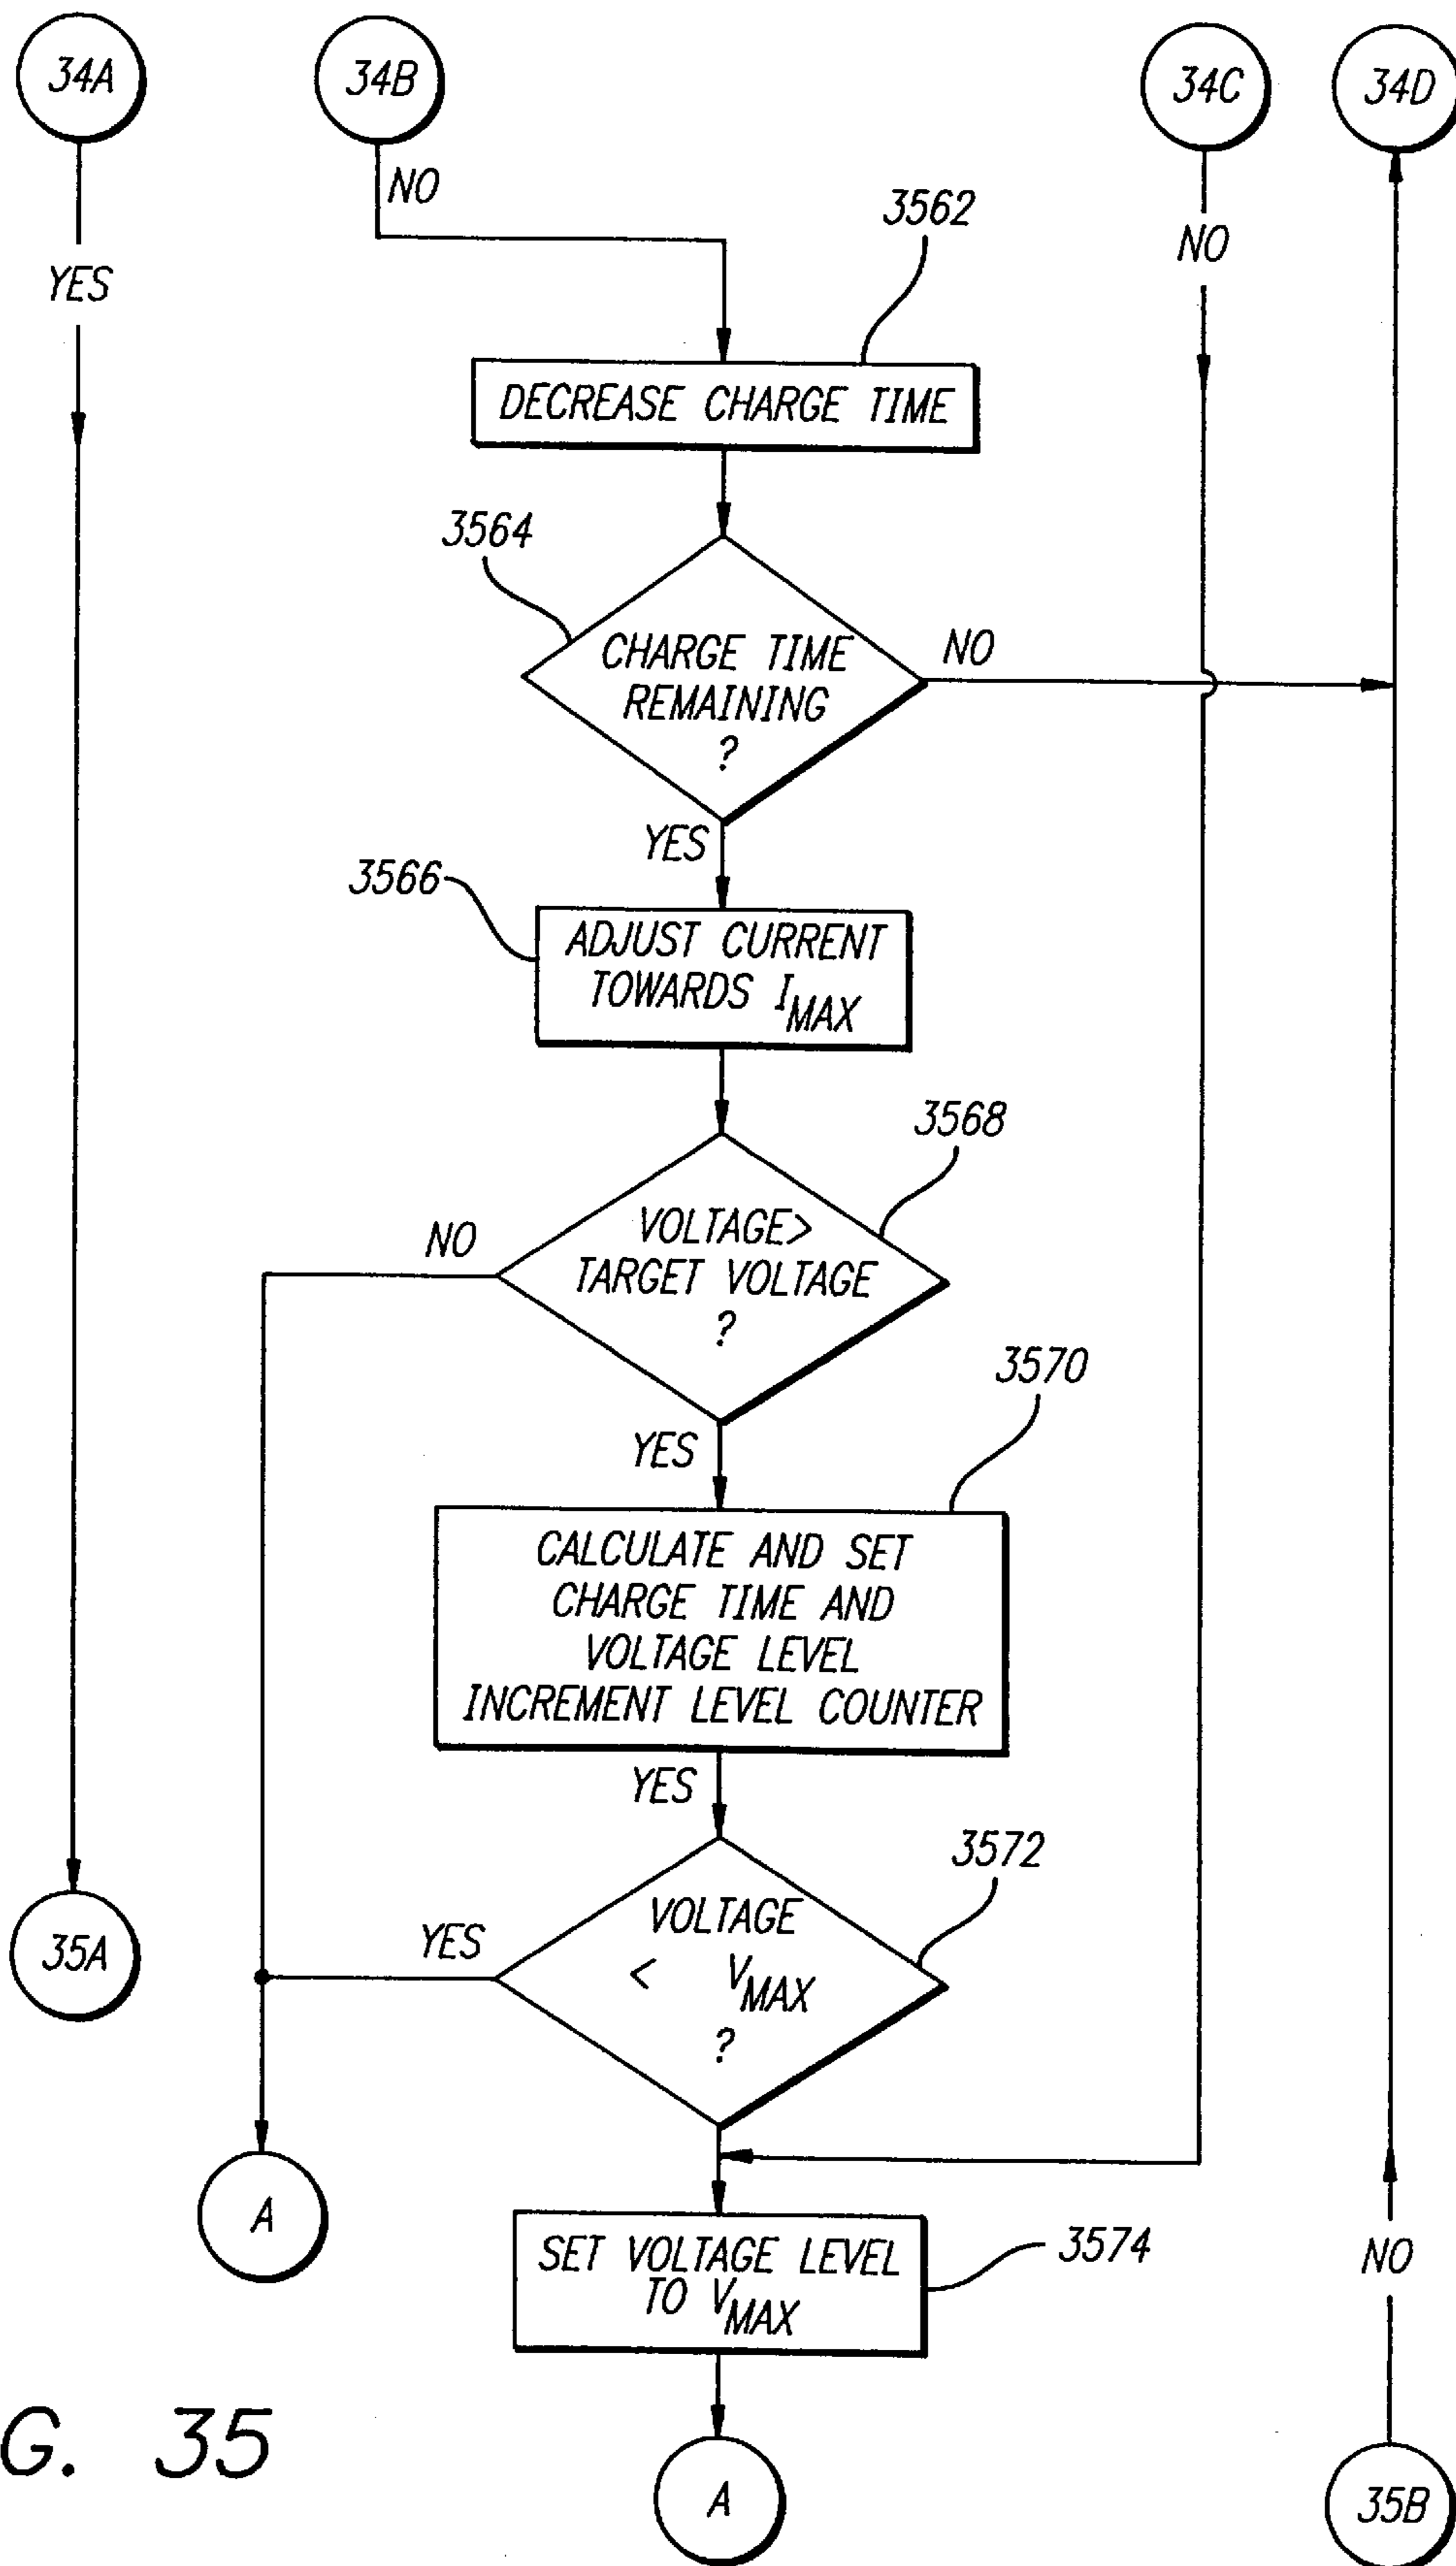 34A
34B
34C
34D
NO
3562
NO
YES
DECREASE CHARGE TIME
3564
CHARGE TIME
REMAINING
?
NO
YES
3566
ADJUST CURRENT
TOWARDS IMAX
3568
VOLTAGE>
TARGET VOLTAGE
?
NO
3570
YES
CALCULATE AND SET
CHARGE TIME AND
VOLTAGE LEVEL
INCREMENT LEVEL COUNTER
YES
3572
VOLTAGE
< VMAX
?
YES
35A
A
SET VOLTAGE LEVEL
TO VMAX
3574
NO
G. 35
A
35B